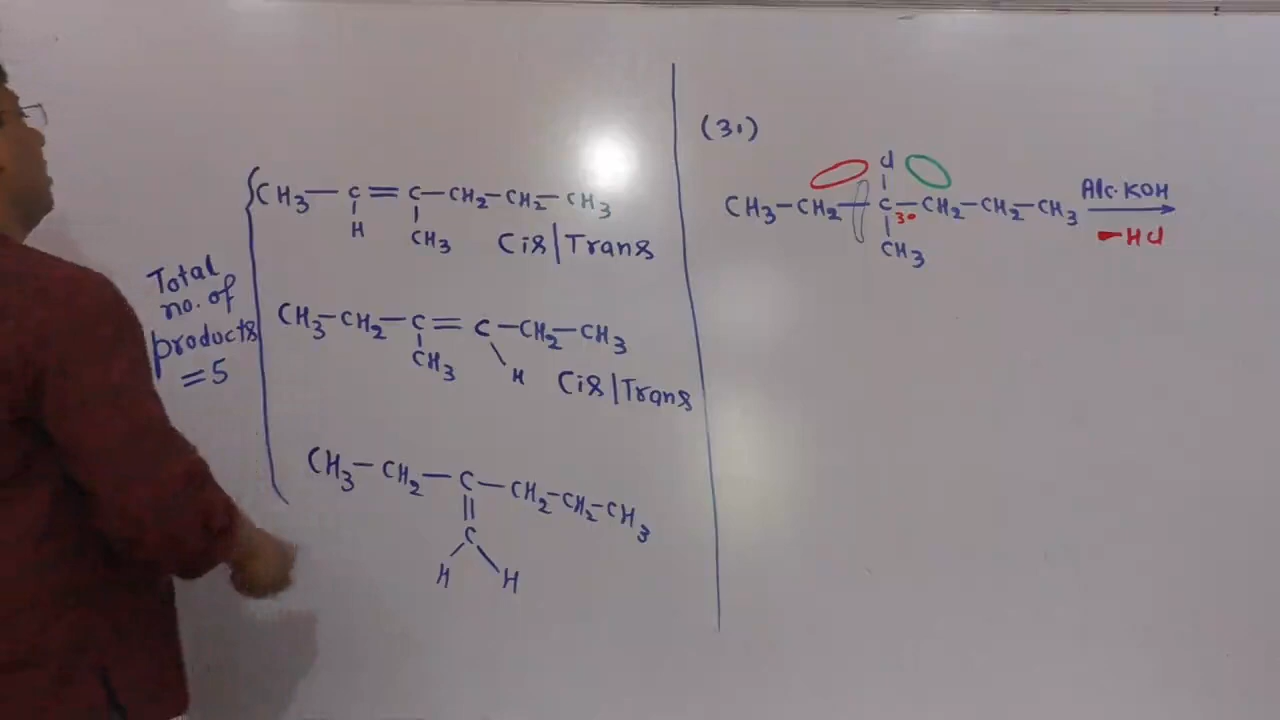 CH3—C=C—CH2—CH2—CH3
H
CH3
Cis|Trans
CH3—CH2—C=C—CH2—CH3
CH3
H
Cis|Trans
CH3—CH2—C—CH2—CH2—CH3
||
C
H H
Total
no. of
products
=5
(3.)
Cl
CH3—CH2—C—CH2—CH2—CH3
3°
CH3
Alc.KOH
—HCl